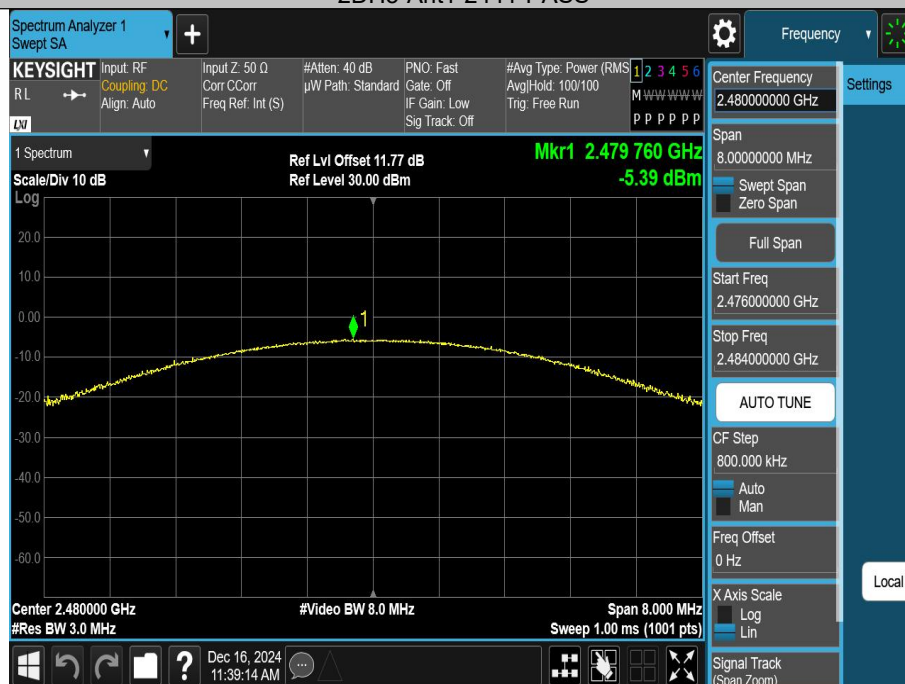 Spectrum Analyzer 1
Swept SA
Frequency
KEYSIGHT
RL
LXI
Input: RF
Coupling: DC
Align: Auto
Input Z: 50 Ω
Corr CCorr
Freq Ref: Int (S)
#Atten: 40 dB
µW Path: Standard
PNO: Fast
Gate: Off
IF Gain: Low
Sig Track: Off
#Avg Type: Power (RMS
Avg|Hold: 100/100
Trig: Free Run
1 2 3 4 5 6
M W W W W W
P P P P P P
1 Spectrum
Scale/Div 10 dB
Log
Ref Lvl Offset 11.77 dB
Ref Level 30.00 dBm
Mkr1 2.479 760 GHz
-5.39 dBm
20.0
10.0
0.00
-10.0
-20.0
-30.0
-40.0
-50.0
-60.0
1
Center 2.480000 GHz
#Res BW 3.0 MHz
#Video BW 8.0 MHz
Span 8.000 MHz
Sweep 1.00 ms (1001 pts)
Dec 16, 2024
11:39:14 AM
Center Frequency
2.480000000 GHz
Span
8.00000000 MHz
Swept Span
Zero Span
Full Span
Start Freq
2.476000000 GHz
Stop Freq
2.484000000 GHz
AUTO TUNE
CF Step
800.000 kHz
Auto
Man
Freq Offset
0 Hz
X Axis Scale
Log
Lin
Signal Track
(Span Zoom)
Settings
Local